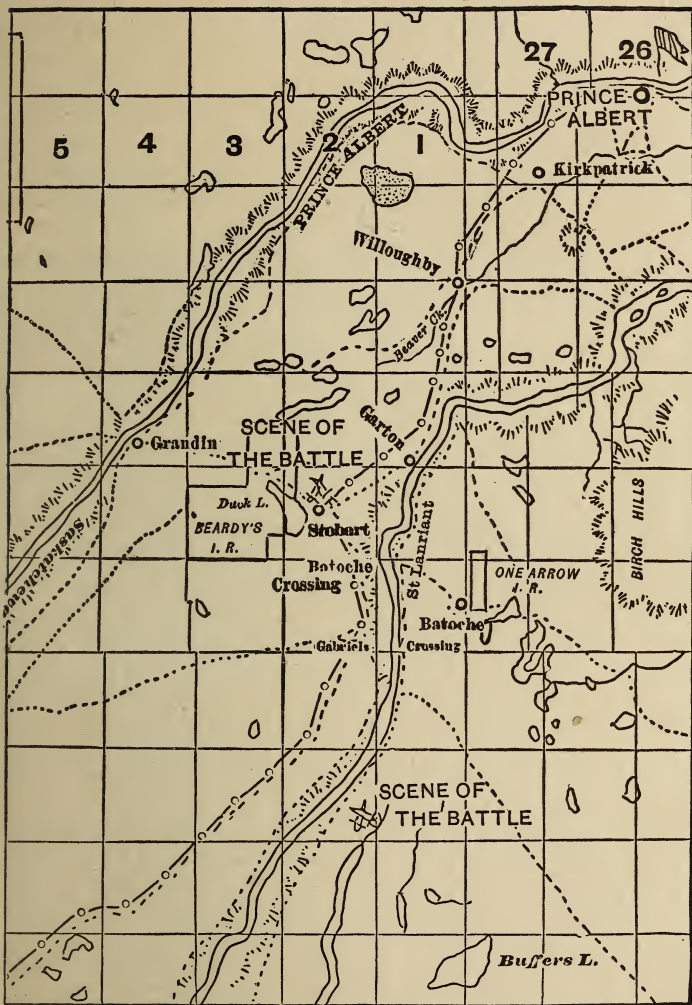 27 26
PRINCE
ALBERT
5 4 3 2 1
PRINCE ALBERT
Kirkpatrick
Willoughby
Beaver Ck.
Garton
SCENE OF
THE BATTLE
Grandin
Duck L.
BEARDY'S
I. R.
Stobart
Saskatchewan
Batoche
Crossing
St Lanriant
ONE ARROW
I. R.
BIRCH HILLS
Batoche
Gabriels Crossing
SCENE OF
THE BATTLE
Buffers L.